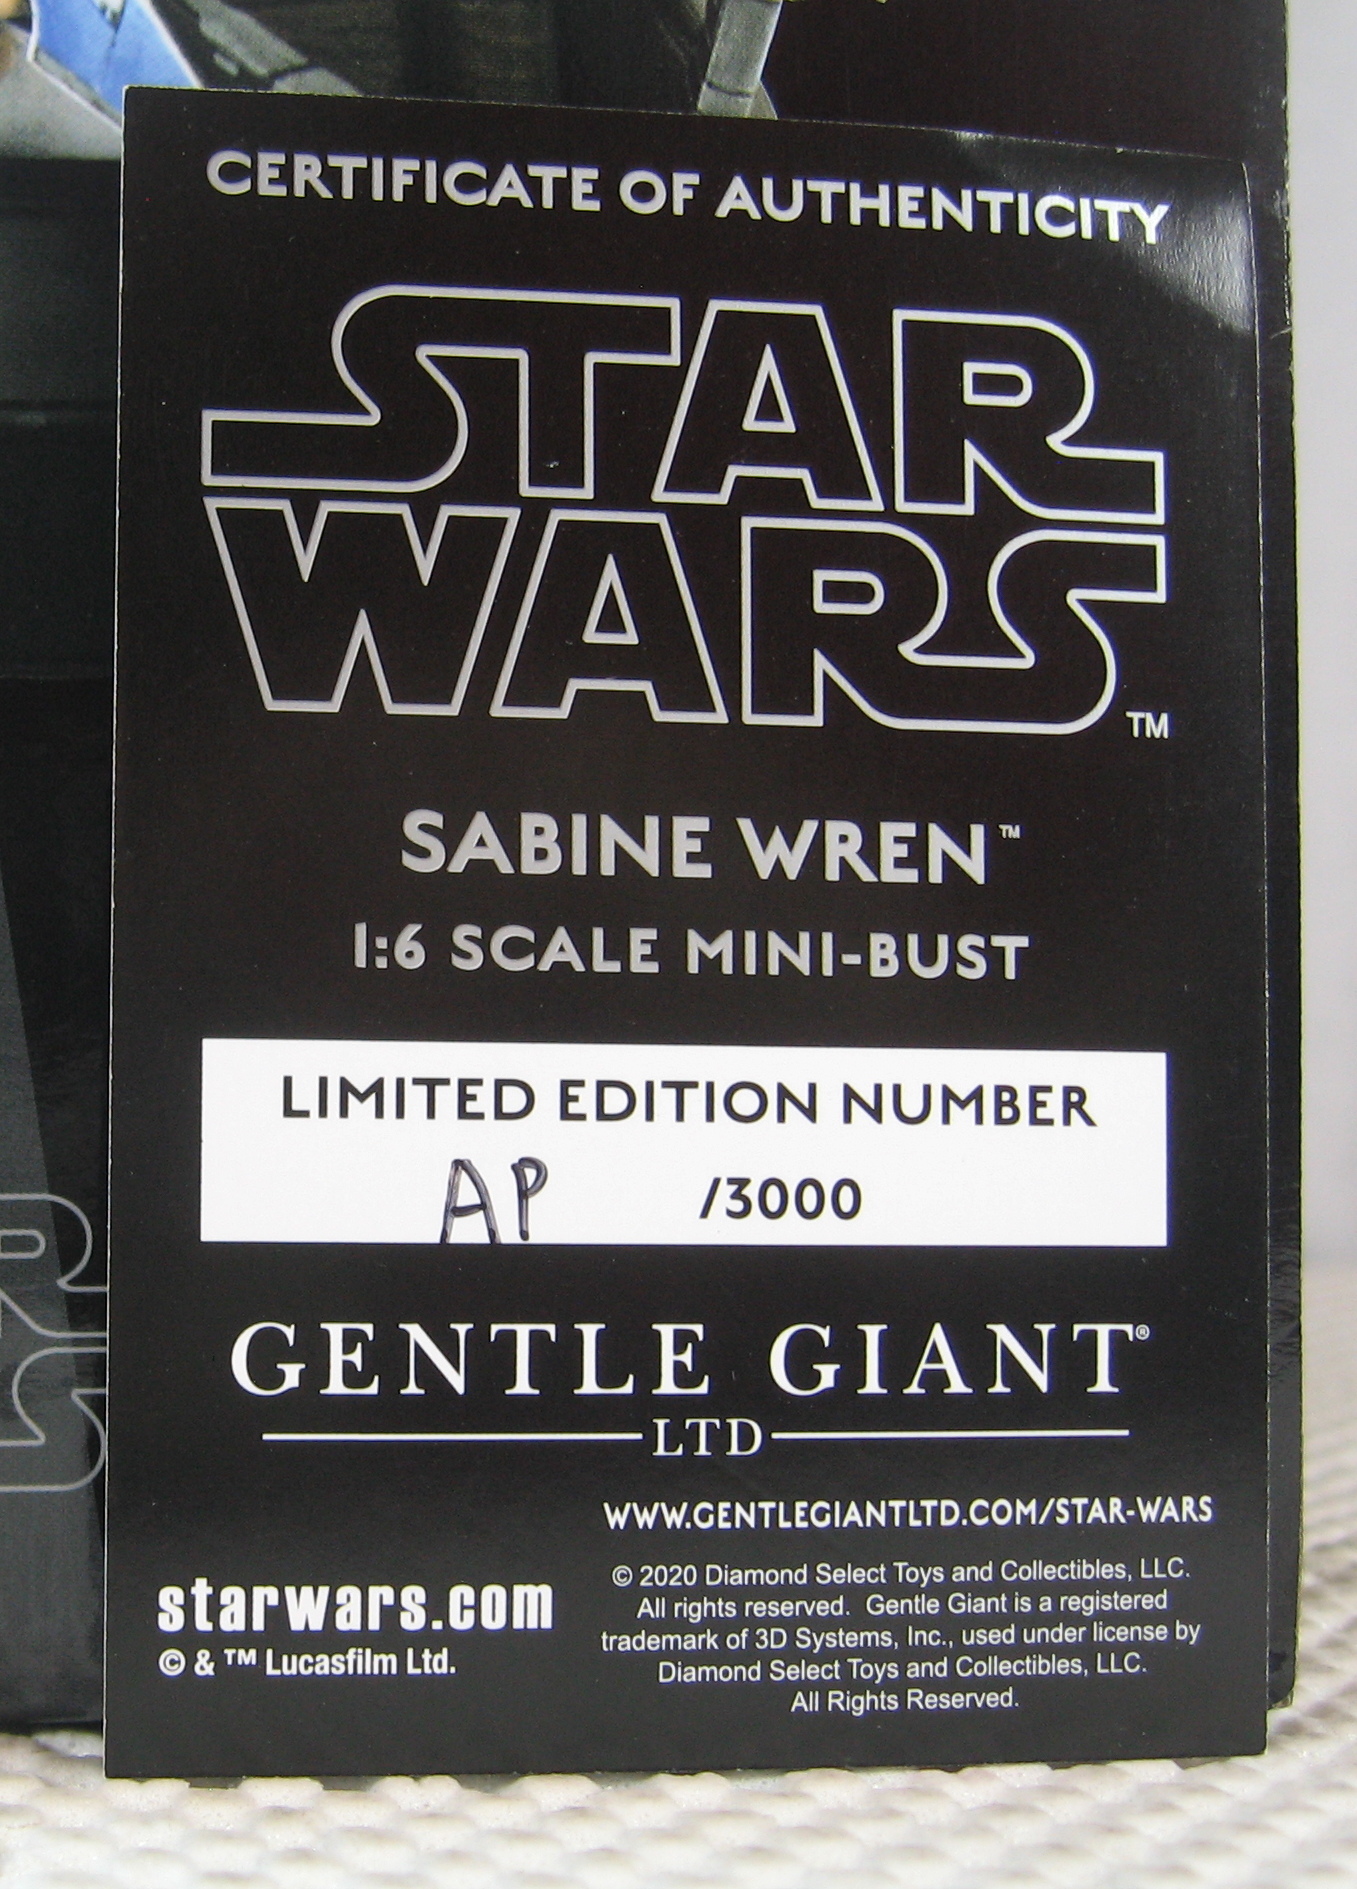 CERTIFICATE OF AUTHENTICITY
STAR
WARS™
SABINE WREN™
1:6 SCALE MINI-BUST
LIMITED EDITION NUMBER
AP /3000
GENTLE GIANT®
LTD
WWW.GENTLEGIANTLTD.COM/STAR-WARS
starwars.com
© & ™ Lucasfilm Ltd.
© 2020 Diamond Select Toys and Collectibles, LLC.
All rights reserved. Gentle Giant is a registered
trademark of 3D Systems, Inc., used under license by
Diamond Select Toys and Collectibles, LLC.
All Rights Reserved.